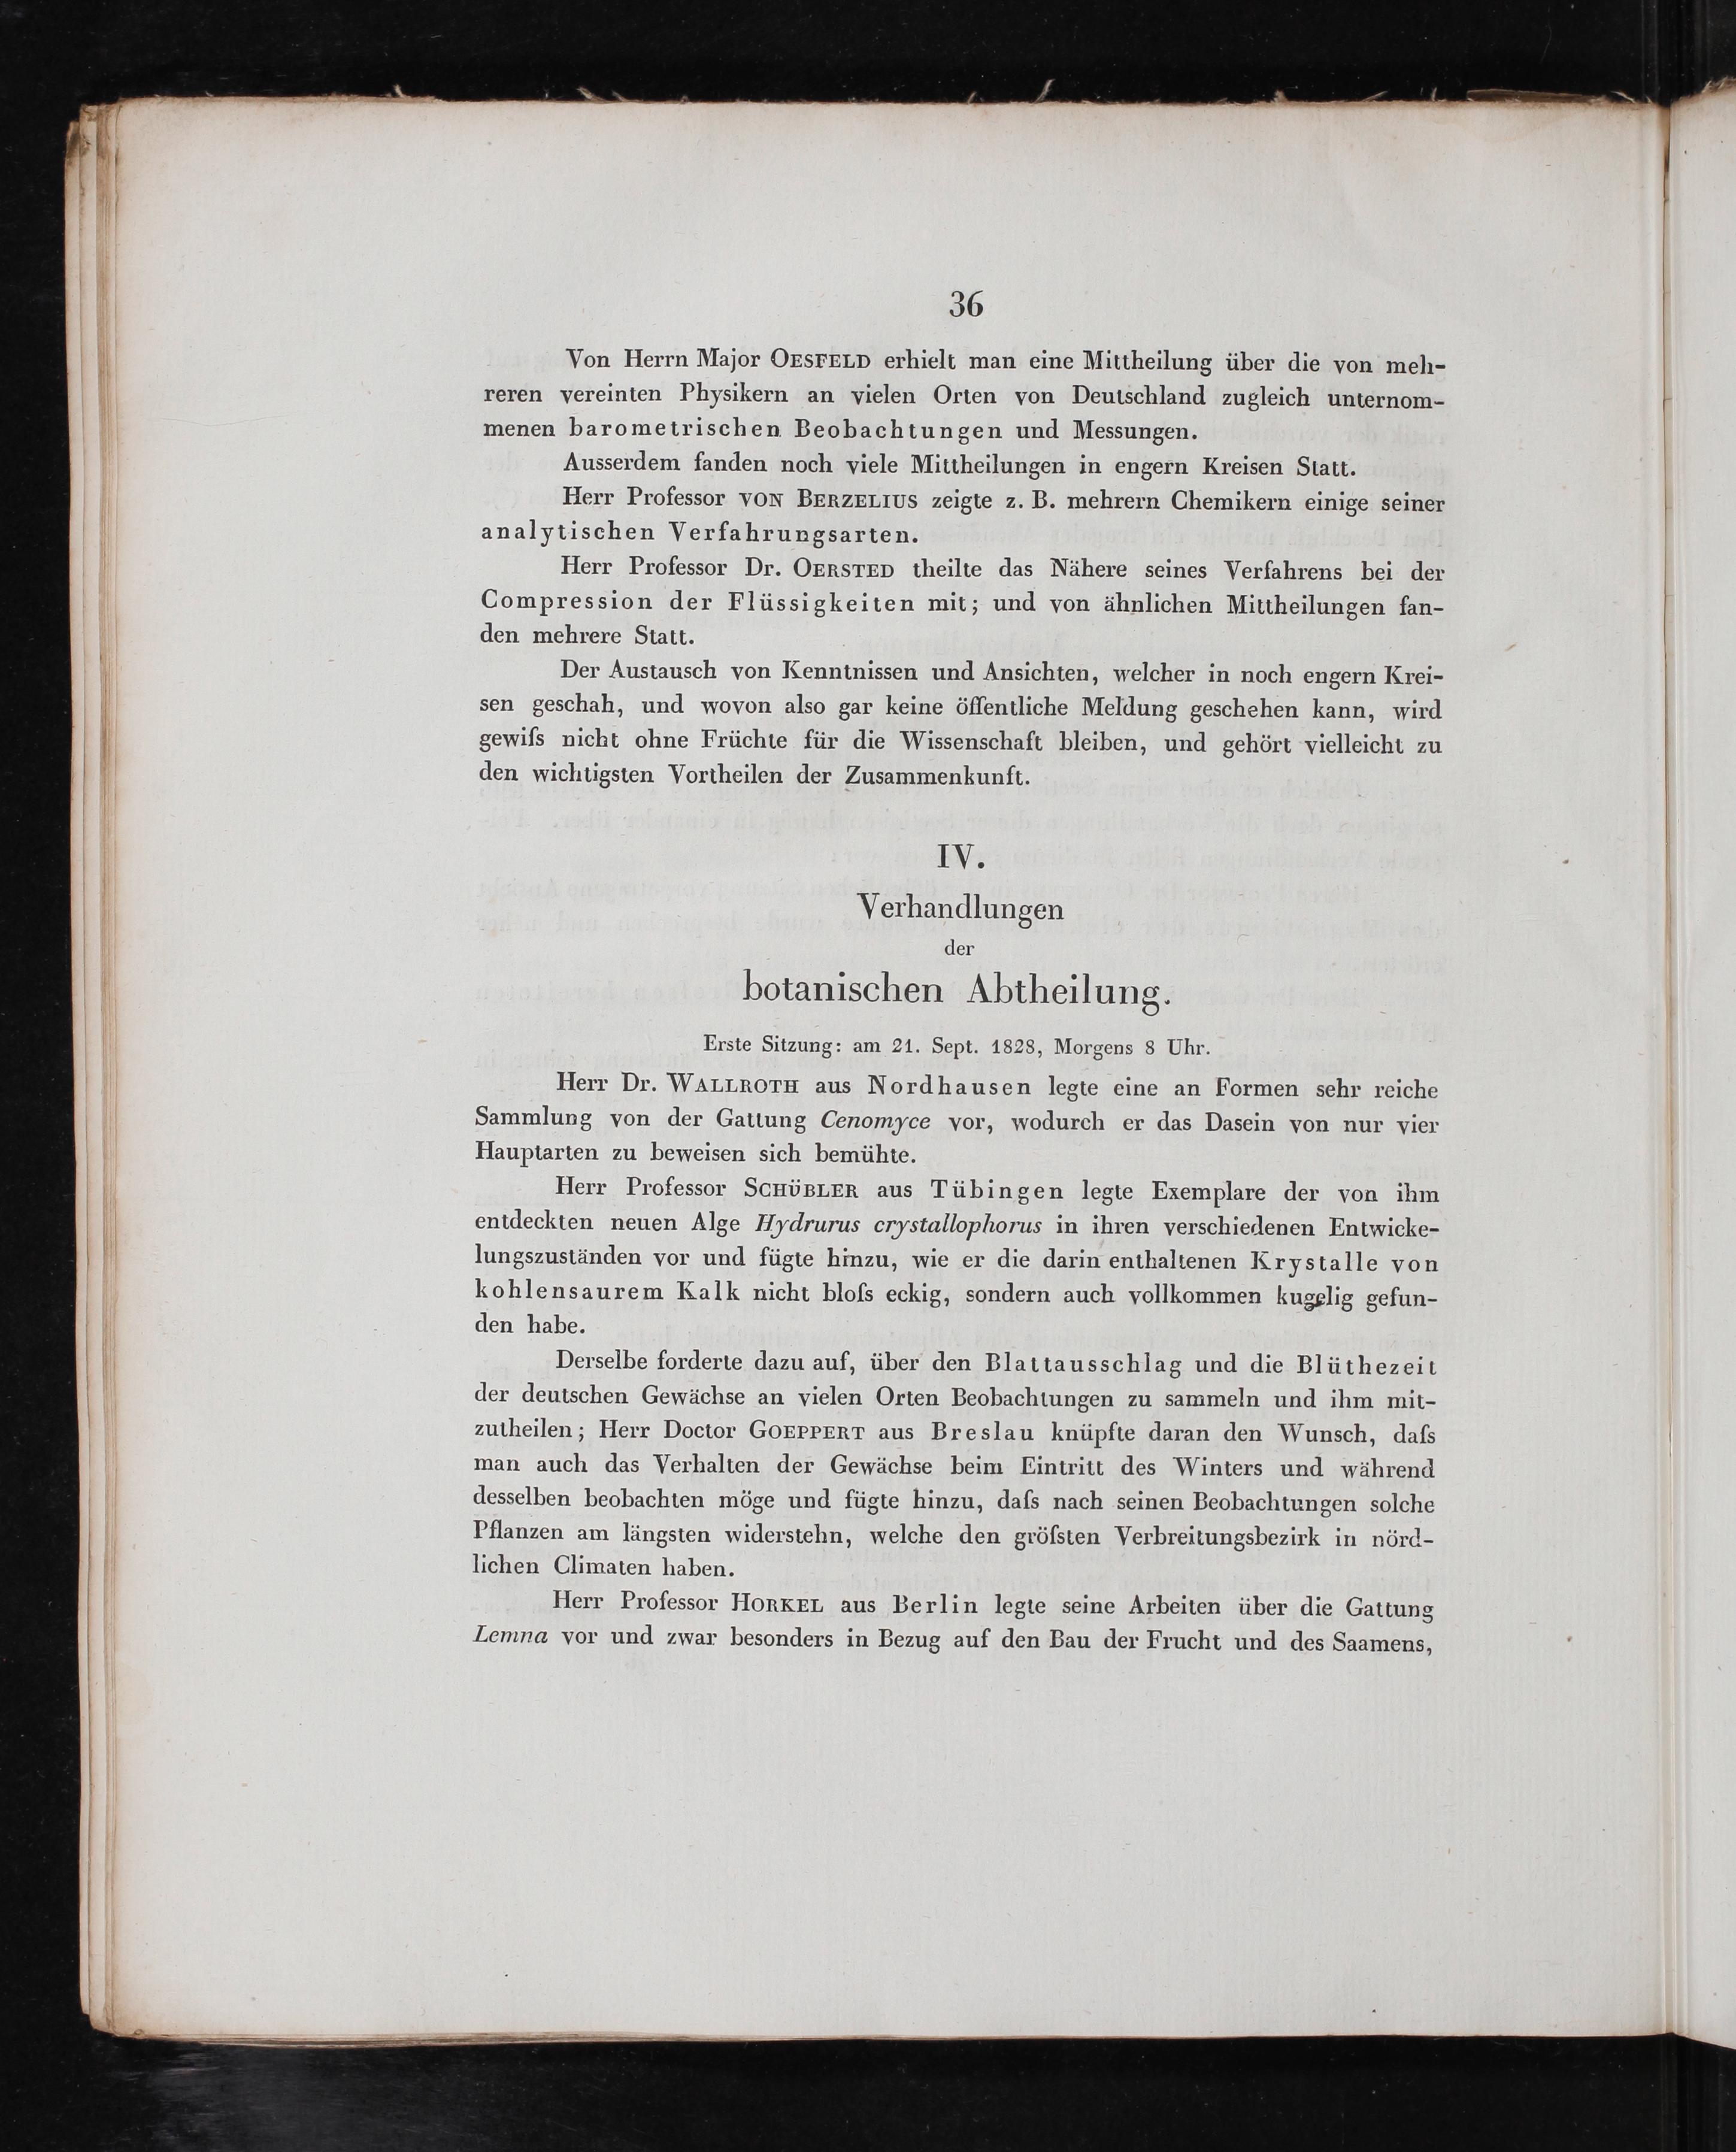 36
Von Herrn Major OESFELD erhielt man eine Mittheilung über die von meh-
reren vereinten Physikern an vielen Orten von Deutschland zugleich unternom-
menen barometrischen Beobachtungen und Messungen.
Ausserdem fanden noch viele Mittheilungen in engern Kreisen Statt.
Herr Professor VON BERZELIUS zeigte z. B. mehrern Chemikern einige seiner
analytischen Verfahrungsarten.
Herr Professor Dr. OERSTED theilte das Nähere seines Verfahrens bei der
Compression der Flüssigkeiten mit; und von ähnlichen Mittheilungen fan-
den mehrere Statt.
Der Austausch von Kenntnissen und Ansichten, welcher in noch engern Krei-
sen geschah, und wovon also gar keine öffentliche Meldung geschehen kann, wird
gewiſs nicht ohne Früchte für die Wissenschaft bleiben, und gehört vielleicht zu
den wichtigsten Vortheilen der Zusammenkunft.
IV.
Verhandlungen
der
botanischen Abtheilung.
Erste Sitzung: am 21. Sept. 1828, Morgens 8 Uhr.
Herr Dr. WALLROTH aus Nordhausen legte eine an Formen sehr reiche
Sammlung von der Gattung Cenomyce vor, wodurch er das Dasein von nur vier
Hauptarten zu beweisen sich bemühte.
Herr Professor SCHÜBLER aus Tübingen legte Exemplare der von ihm
entdeckten neuen Alge Hydrurus crystallophorus in ihren verschiedenen Entwicke-
lungszuständen vor und fügte hinzu, wie er die darin enthaltenen Krystalle von
kohlensaurem Kalk nicht bloſs eckig, sondern auch vollkommen kugelig gefun-
den habe.
Derselbe forderte dazu auf, über den Blattausschlag und die Blüthezeit
der deutschen Gewächse an vielen Orten Beobachtungen zu sammeln und ihm mit-
zutheilen; Herr Doctor GOEPPERT aus Breslau knüpfte daran den Wunsch, daſs
man auch das Verhalten der Gewächse beim Eintritt des Winters und während
desselben beobachten möge und fügte hinzu, daſs nach seinen Beobachtungen solche
Pflanzen am längsten widerstehn, welche den gröſsten Verbreitungsbezirk in nörd-
lichen Climaten haben.
Herr Professor HORKEL aus Berlin legte seine Arbeiten über die Gattung
Lemna vor und zwar besonders in Bezug auf den Bau der Frucht und des Saamens,